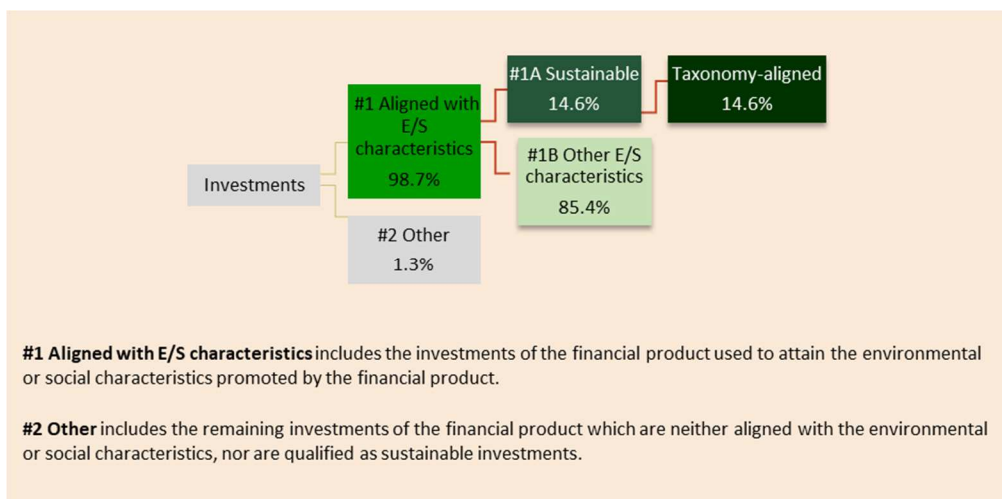 #1A Sustainable
14.6%
Taxonomy-aligned
14.6%
#1 Aligned with
E/S
characteristics
98.7%
#1B Other E/S
characteristics
85.4%
Investments
#2 Other
1.3%
#1 Aligned with E/S characteristics includes the investments of the financial product used to attain the environmental
or social characteristics promoted by the financial product.
#2 Other includes the remaining investments of the financial product which are neither aligned with the environmental
or social characteristics, nor are qualified as sustainable investments.